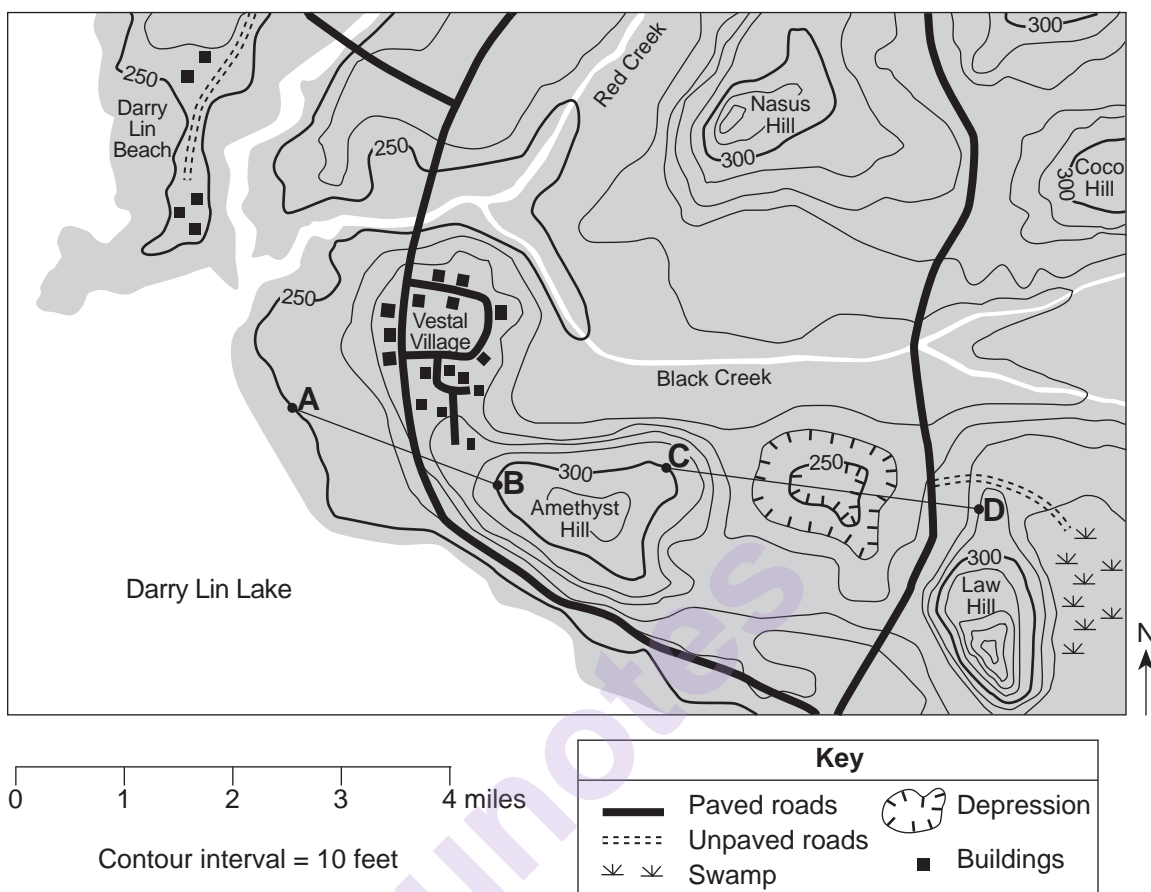 250
Darry
Lin
Beach
250
Red Creek
Nasus
Hill
300
300
Coco
Hill
300
250
Vestal
Village
Black Creek
A
B
300
C
Amethyst
Hill
250
D
300
Law
Hill
Darry Lin Lake
N
0 1 2 3 4 miles
Contour interval = 10 feet
Key
Paved roads
Unpaved roads
Swamp
Depression
Buildings